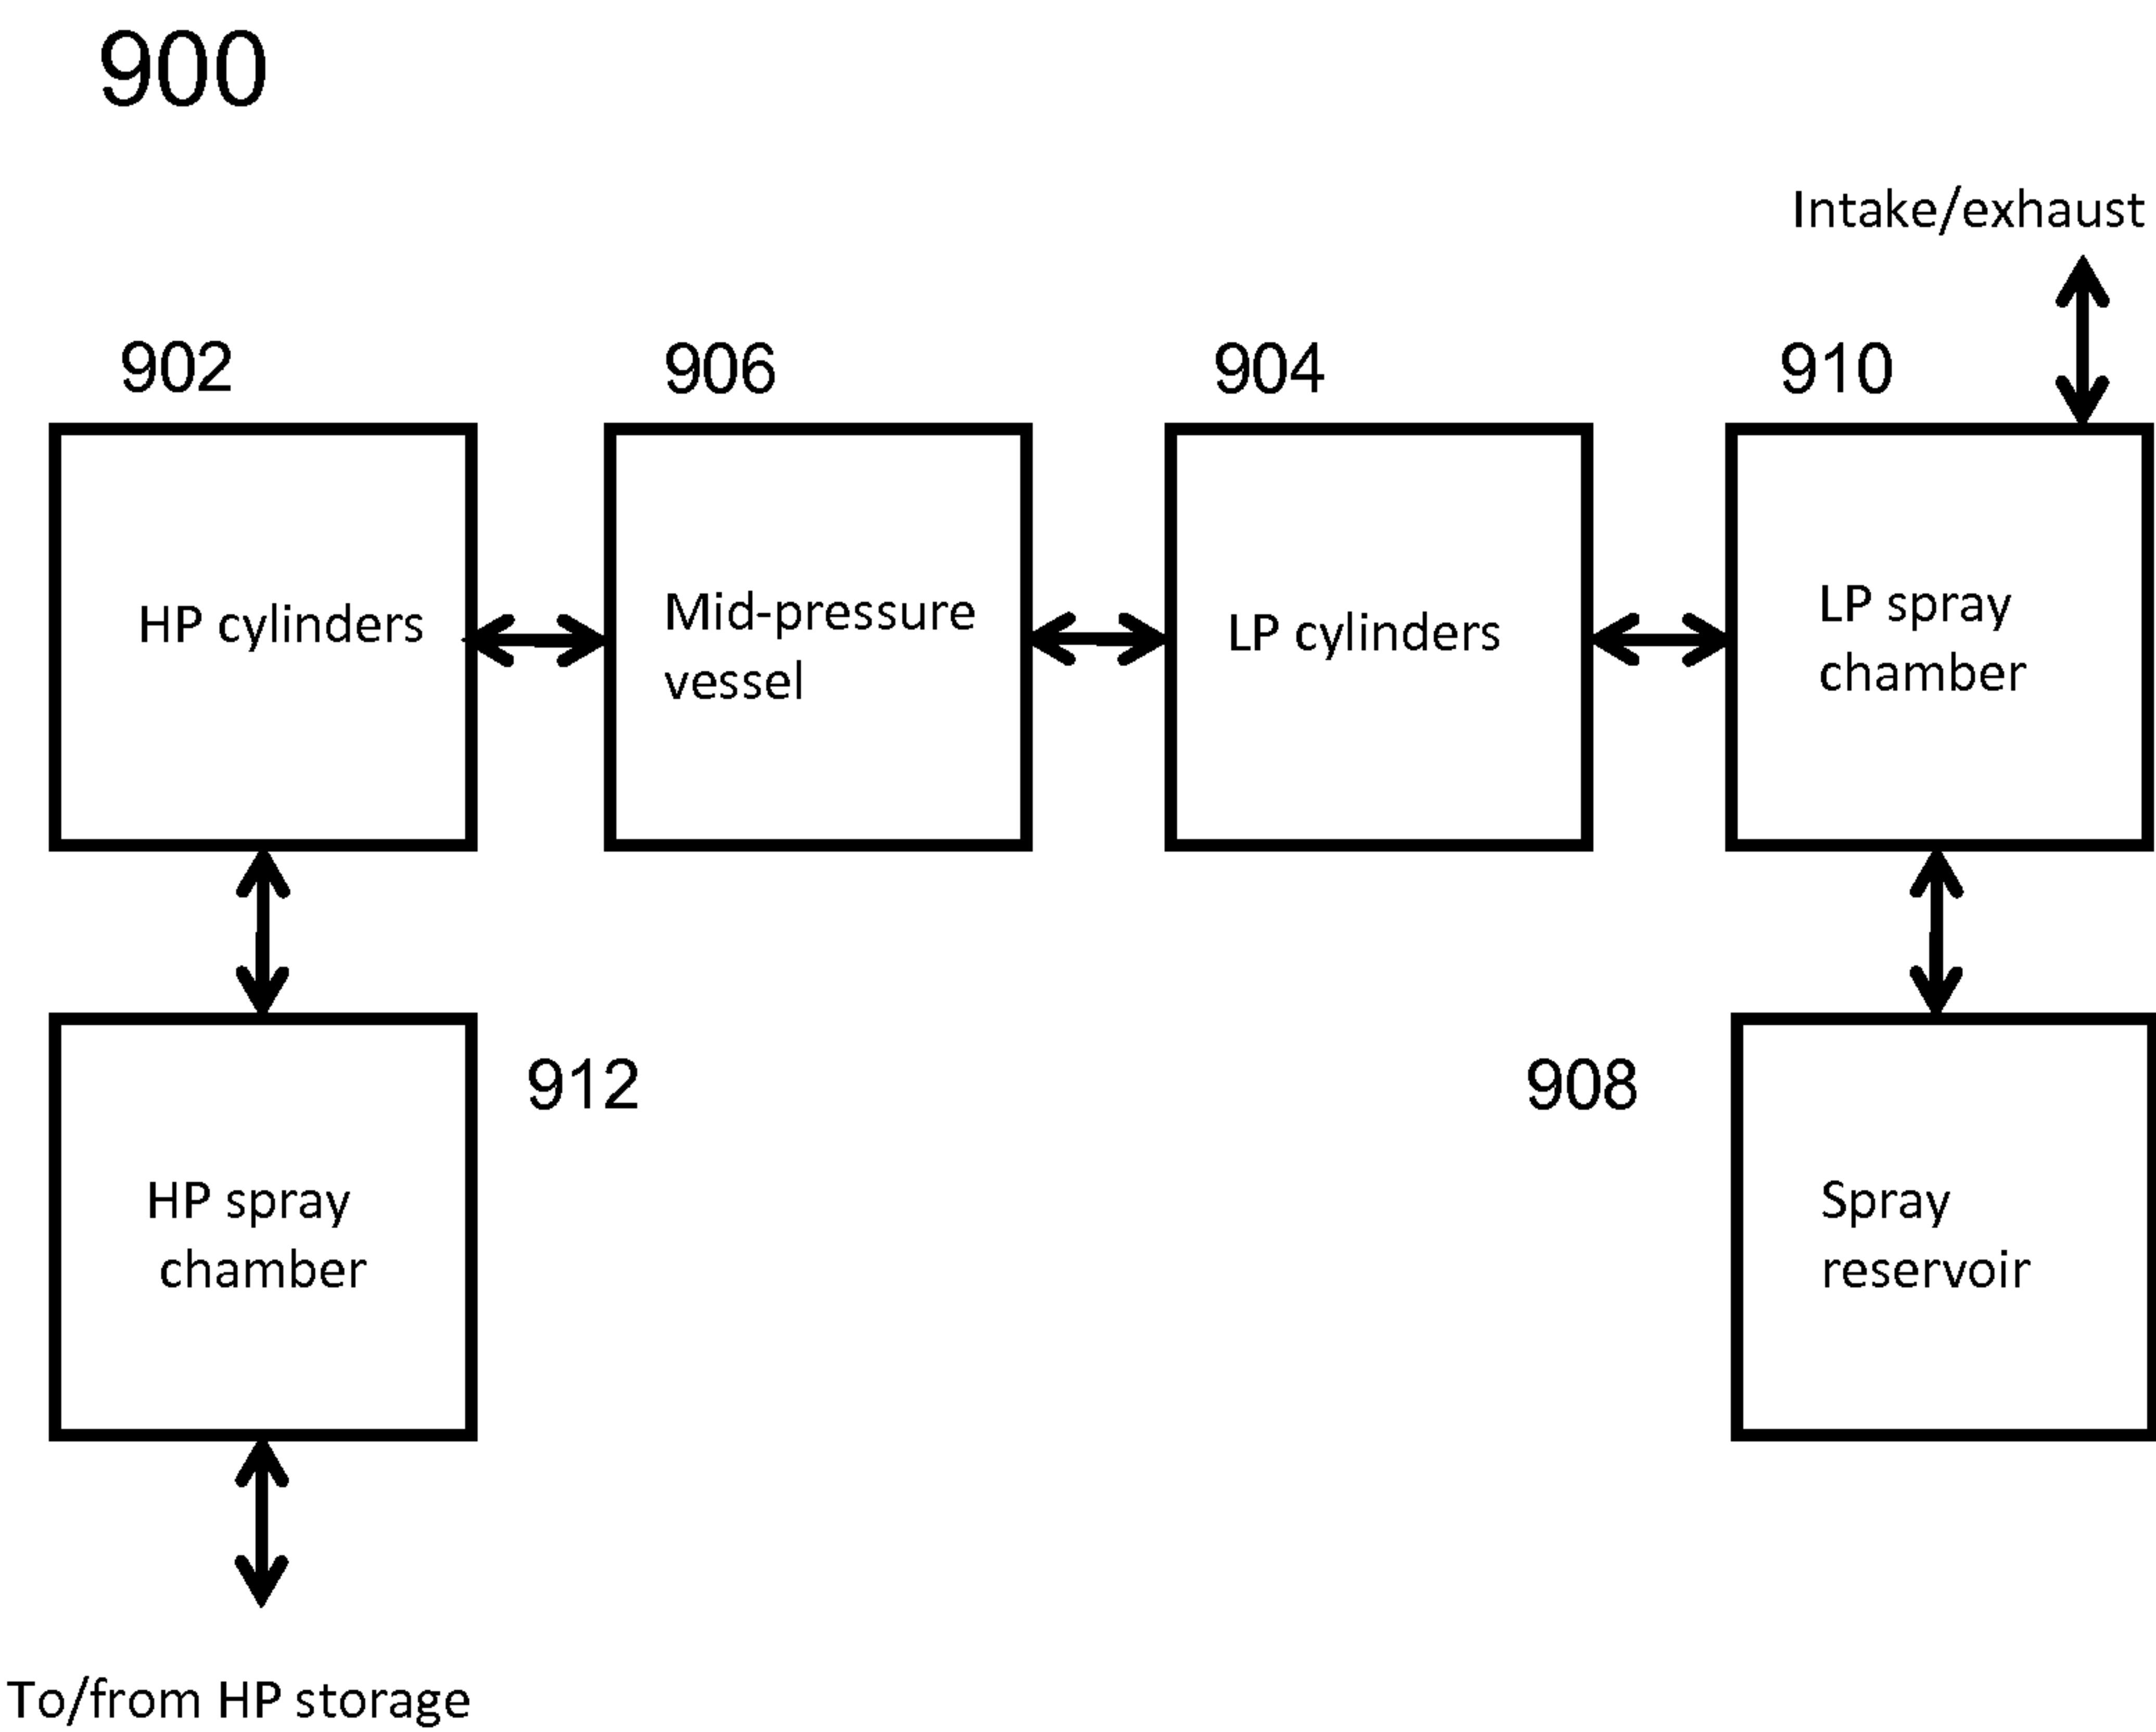 900
Intake/exhaust
902
906
904
910
HP cylinders
Mid-pressure
vessel
LP cylinders
LP spray
chamber
912
908
HP spray
chamber
Spray
reservoir
To/from HP storage